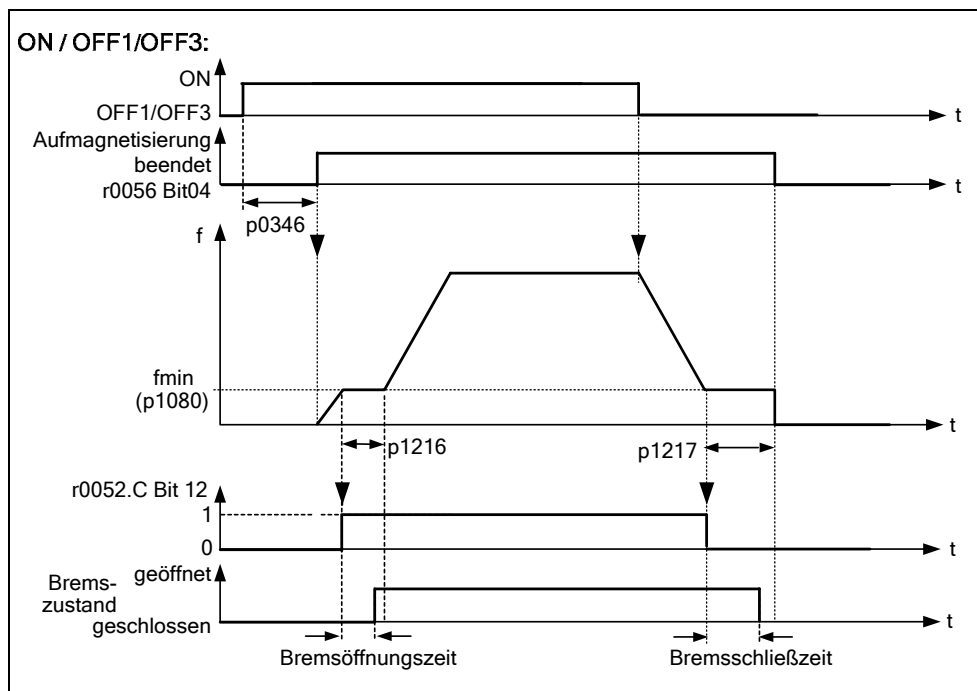 ON / OFF1/OFF3:
ON
OFF1/OFF3
t
Aufmagnetisierung
beendet
r0056 Bit04
t
p0346
f
fmin
(p1080)
t
p1216
p1217
r0052.C Bit 12
1
0
t
Brems-
zustand
geöffnet
geschlossen
t
Bremsöffnungszeit
Bremsschließzeit